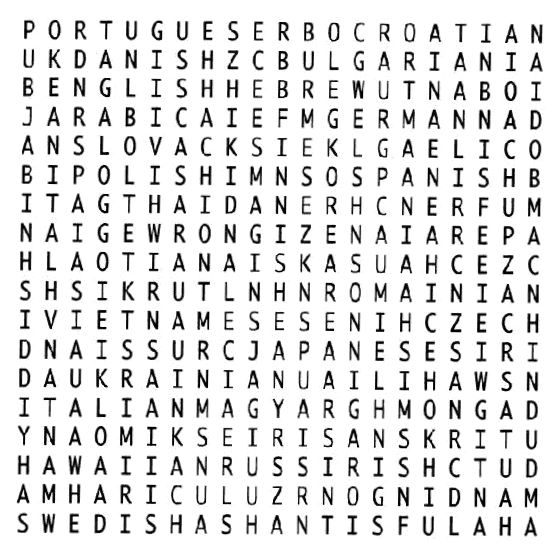 P O R T U G U E S E R B O C R O A T I A N
U K D A N I S H Z C B U L G A R I A N I A
B E N G L I S H H E B R E W U T N A B O I
J A R A B I C A I E F M G E R M A N N A D
A N S L O V A C K S I E K L G A E L I C O
B I P O L I S H I M N S O S P A N I S H B
I T A G T H A I D A N E R H C N E R F U M
N A I G E W R O N G I Z E N A I A R E P A
H L A O T I A N A I S K A S U A H C E Z C
S H S I K R U T L N H N R O M A I N I A N
I V I E T N A M E S E S E N I H C Z E C H
D N A I S S U R C J A P A N E S E S I R I
D A U K R A I N I A N U A I L I H A W S N
I T A L I A N M A G Y A R G H M O N G A D
Y N A O M I K S E I R I S A N S K R I T U
H A W A I I A N R U S S I R I S H C T U D
A M H A R I C U L U Z R N O G N I D N A M
S W E D I S H A S H A N T I S F U L A H A